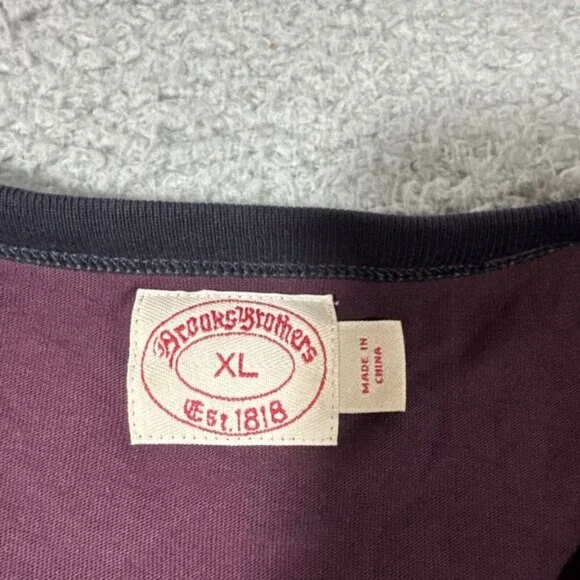 Brooks Brothers
XL
Est. 1818
MADE IN
CHINA